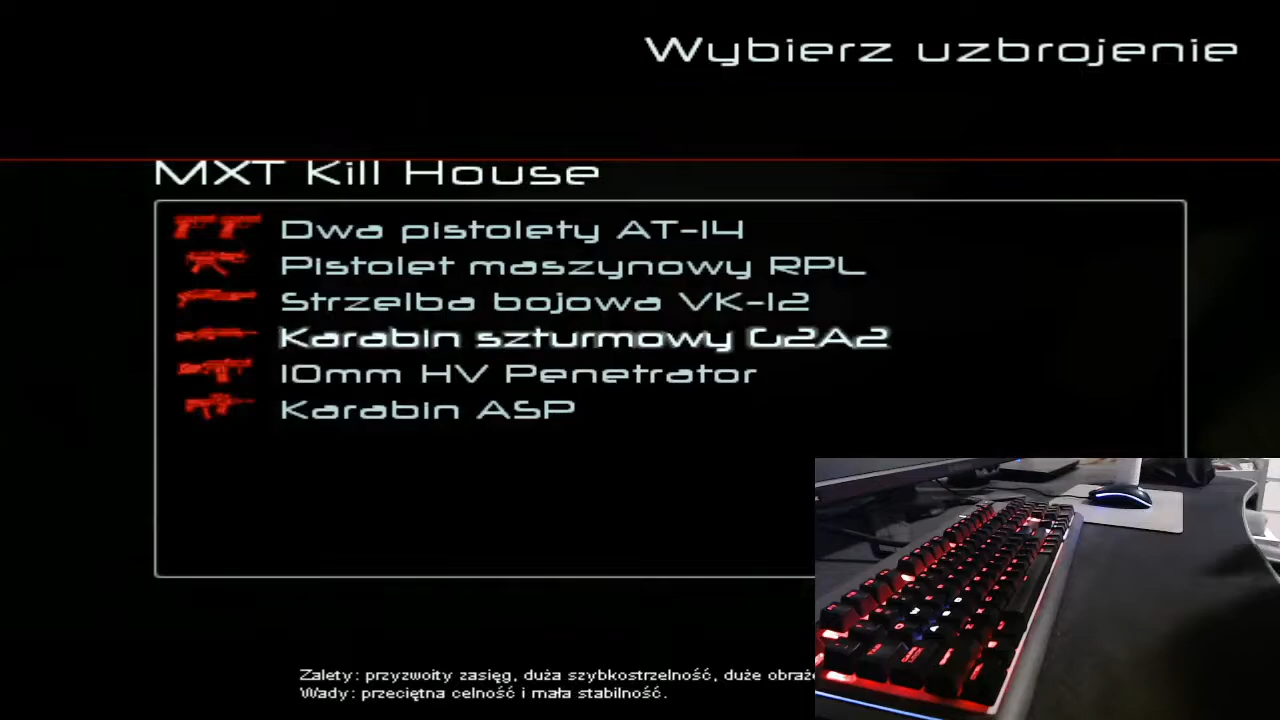 Wybierz uzbrojenie
MXT Kill House
Dwa pistolety AT-14
Pistolet maszynowy RPL
Strzelba bojowa VK-12
Karabin szturmowy G2A2
10mm HV Penetrator
Karabin ASP
Zalety: przyzwoity zasięg, duża szybkostrzelność, duże
Wady: przeciętna celność i mała stabilność.